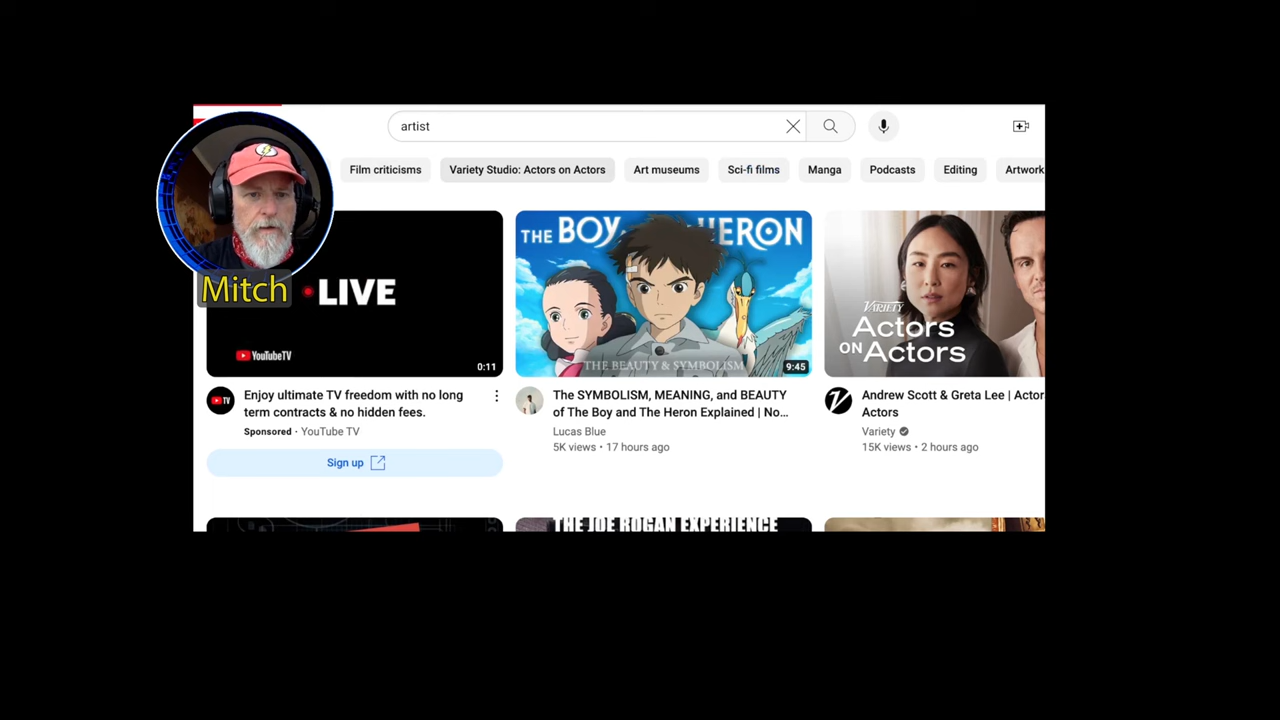 artist
Film criticisms
Variety Studio: Actors on Actors
Art museums
Sci-fi films
Manga
Podcasts
Editing
Artwork
Mitch
LIVE
YouTubeTV
0:11
THE BOY HERON
THE BEAUTY & SYMBOLISM
9:45
VARIETY
Actors
ON Actors
TV
Enjoy ultimate TV freedom with no long
term contracts & no hidden fees.
Sponsored · YouTube TV
Sign up
The SYMBOLISM, MEANING, and BEAUTY
of The Boy and The Heron Explained | No...
Lucas Blue
5K views • 17 hours ago
Andrew Scott & Greta Lee | Actor
Actors
Variety
15K views • 2 hours ago
THE JOE ROGAN EXPERIENCE